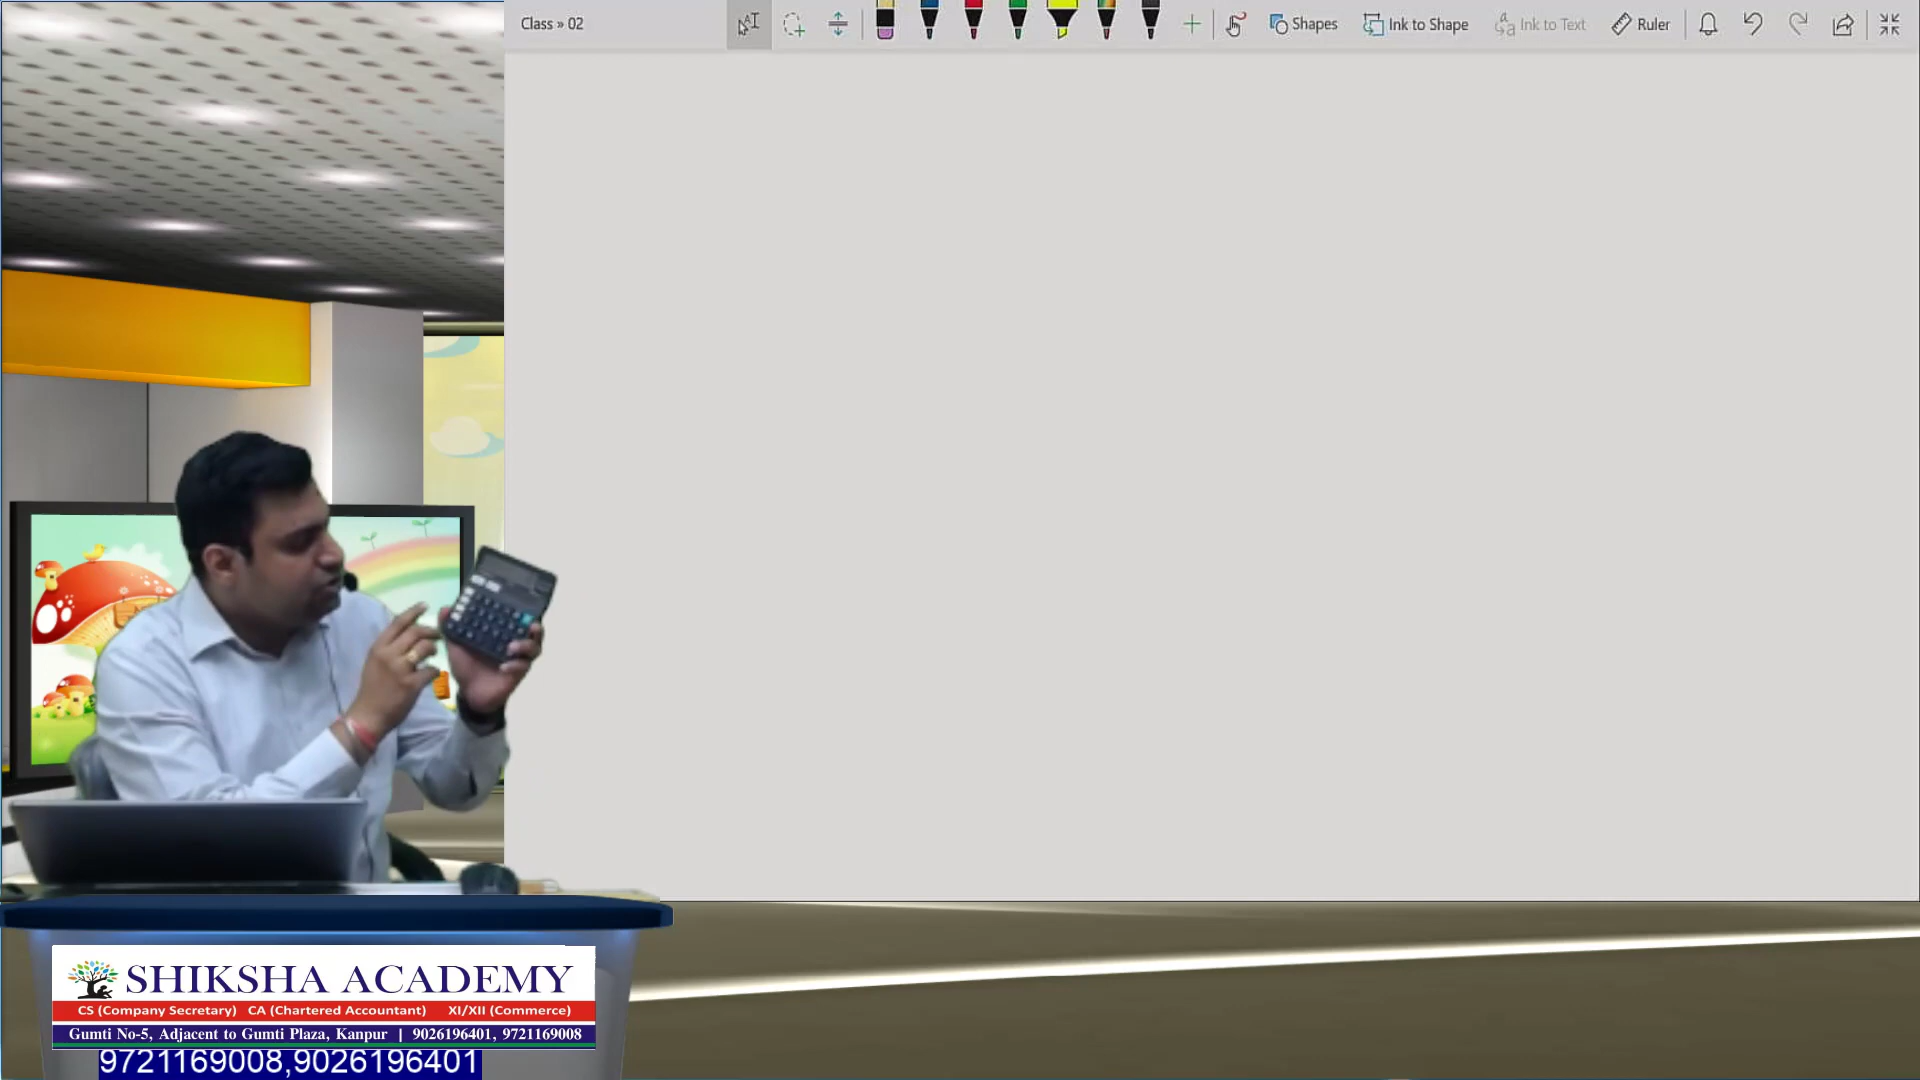 Class » 02
Shapes
Ink to Shape
Ink to Text
Ruler
SHIKSHA ACADEMY
CS (Company Secretary) CA (Chartered Accountant) XI/XII (Commerce)
Gumti No-5, Adjacent to Gumti Plaza, Kanpur | 9026196401, 9721169008
9721169008,9026196401